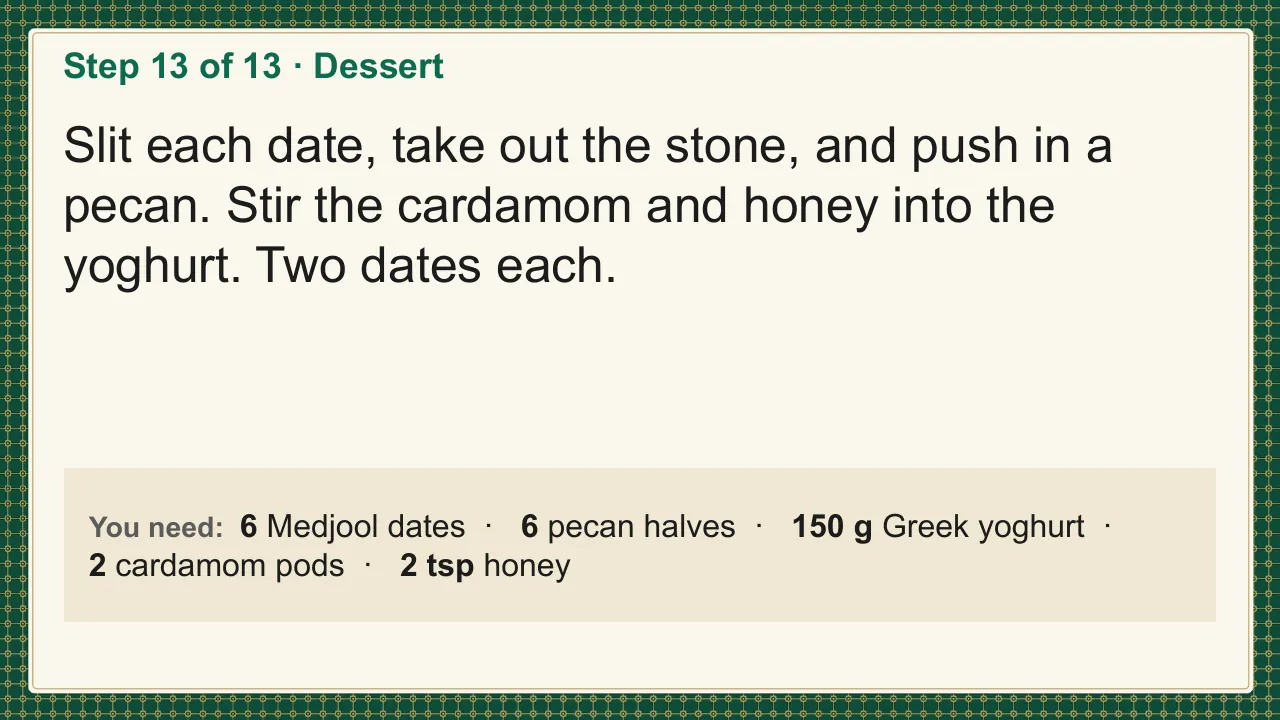 Step 13 of 13 · Dessert
Slit each date, take out the stone, and push in a
pecan. Stir the cardamom and honey into the
yoghurt. Two dates each.
You need: 6 Medjool dates · 6 pecan halves · 150 g Greek yoghurt ·
2 cardamom pods · 2 tsp honey